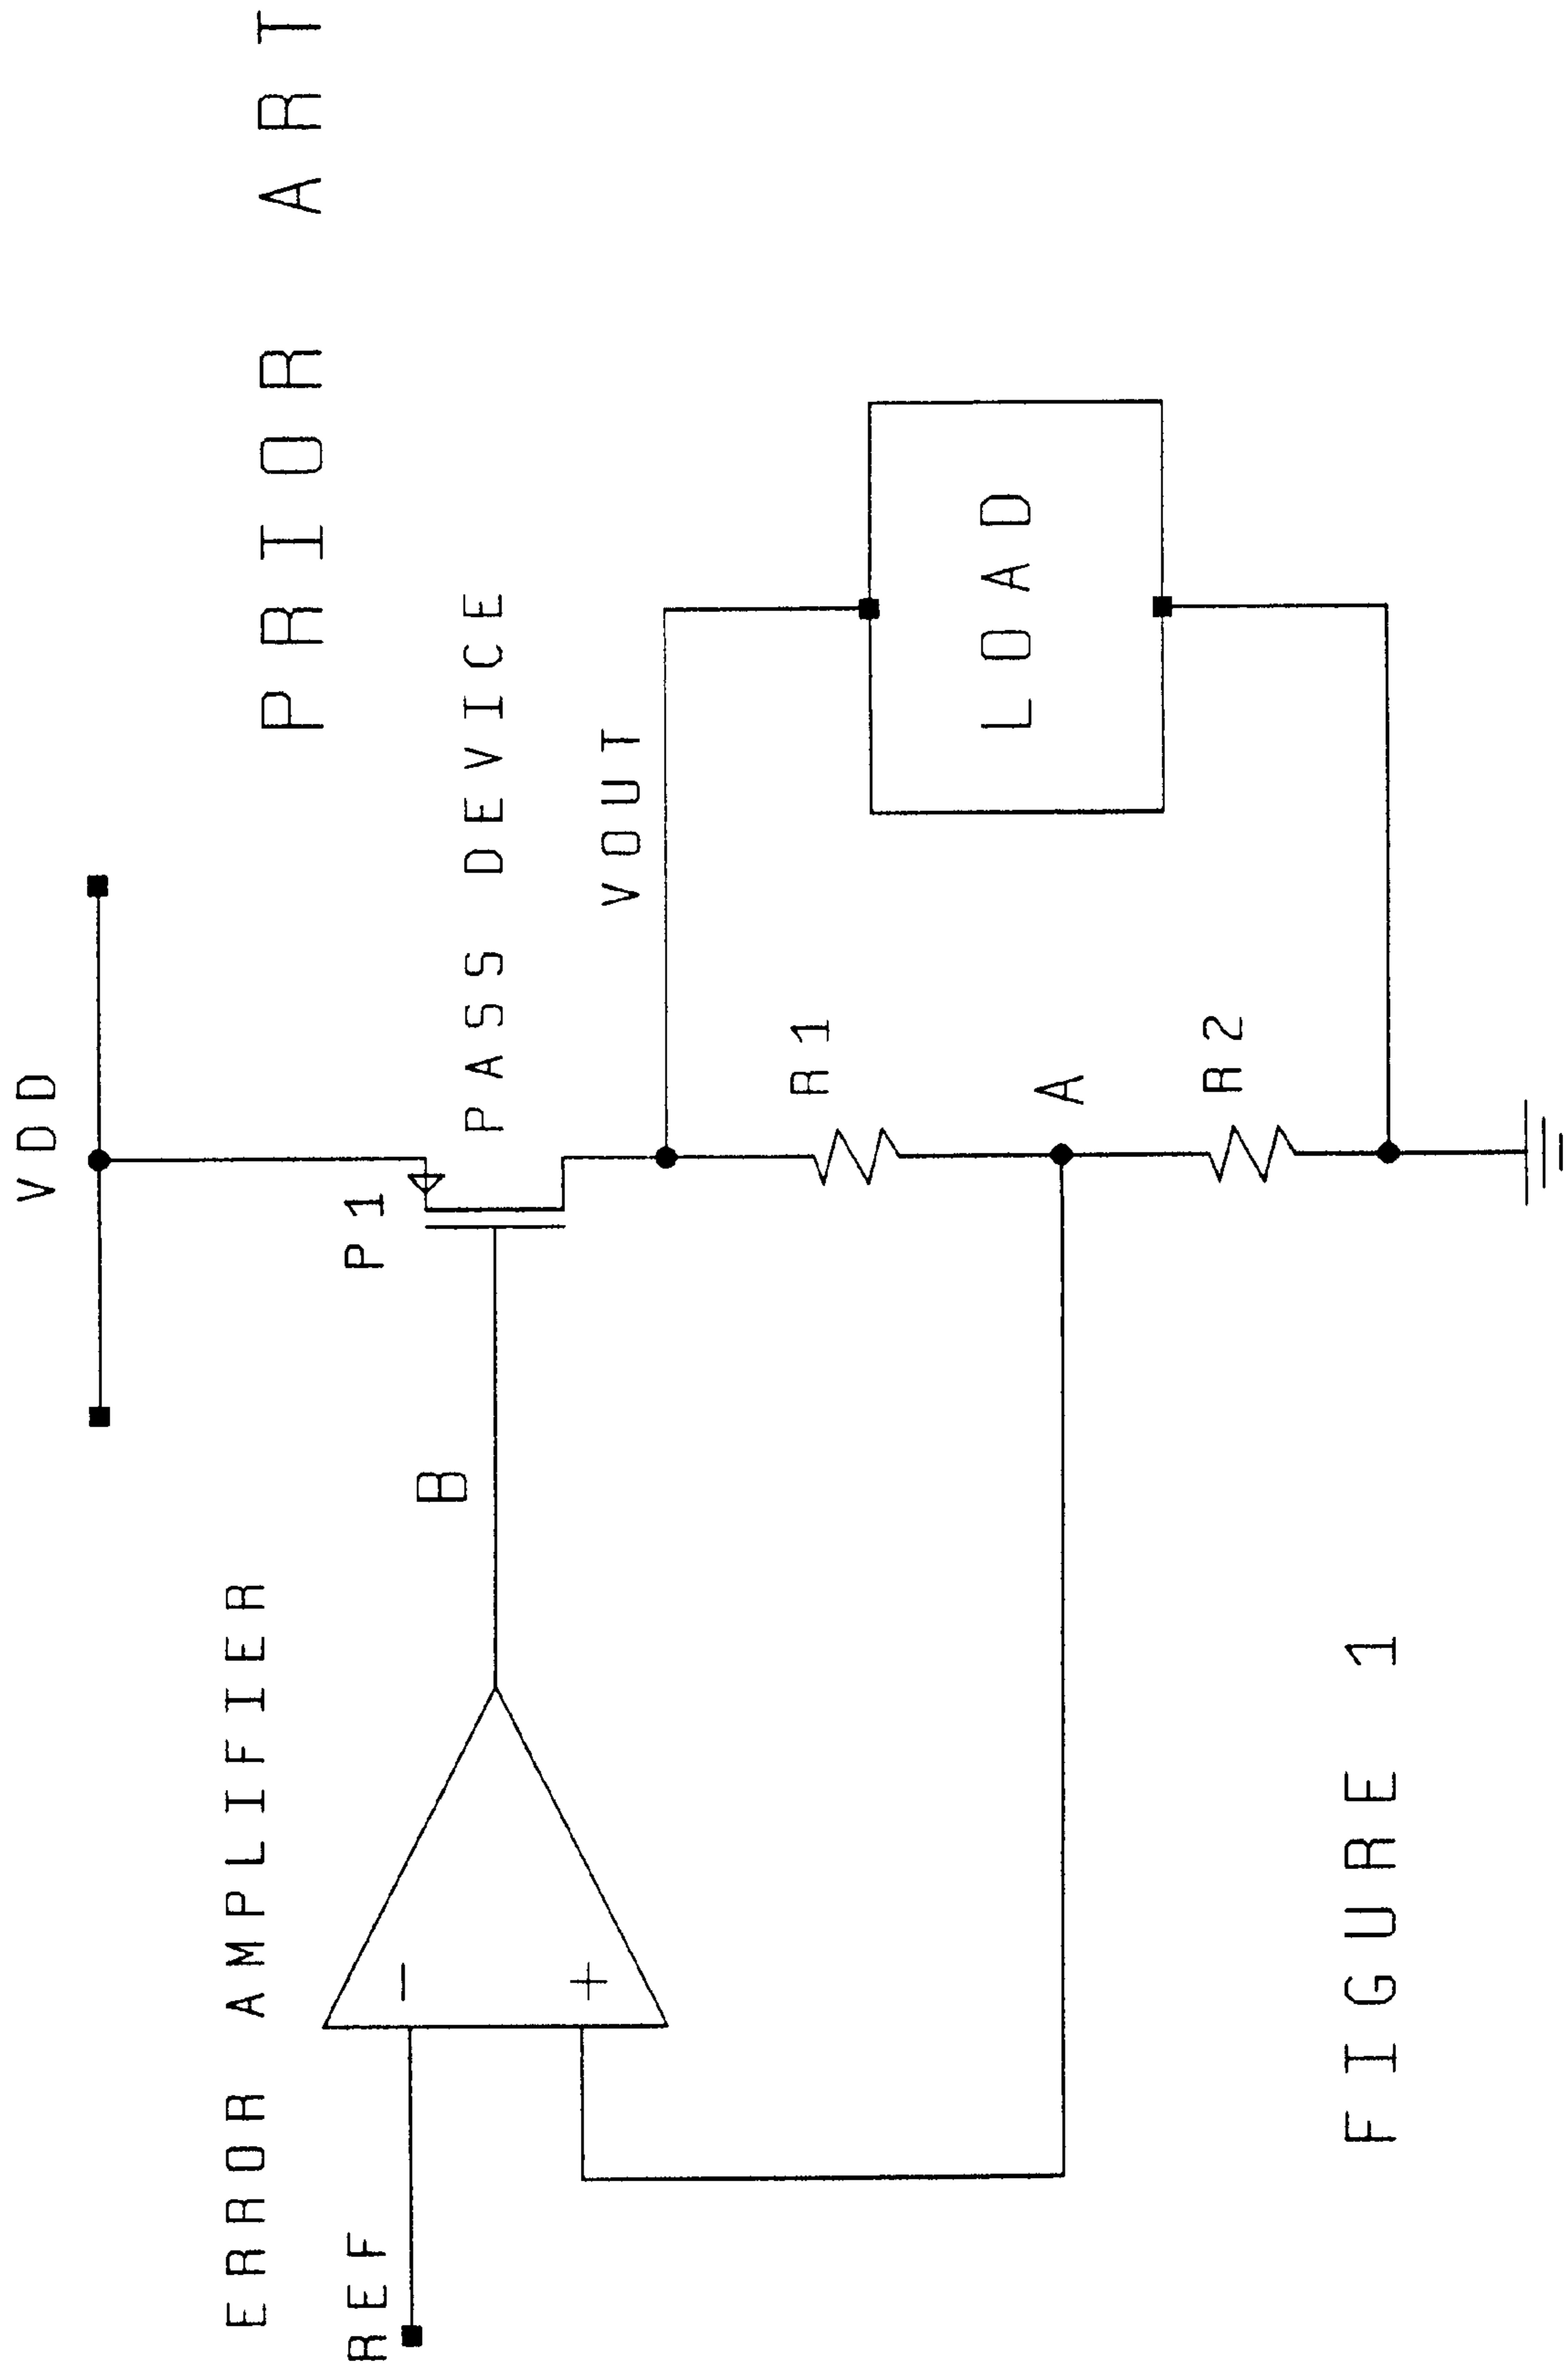 VDD
PRIOR ART
ERROR AMPLIFIER
P1
PASS DEVICE
REF
B
−
+
VOUT
R1
LOAD
A
R2
FIGURE 1